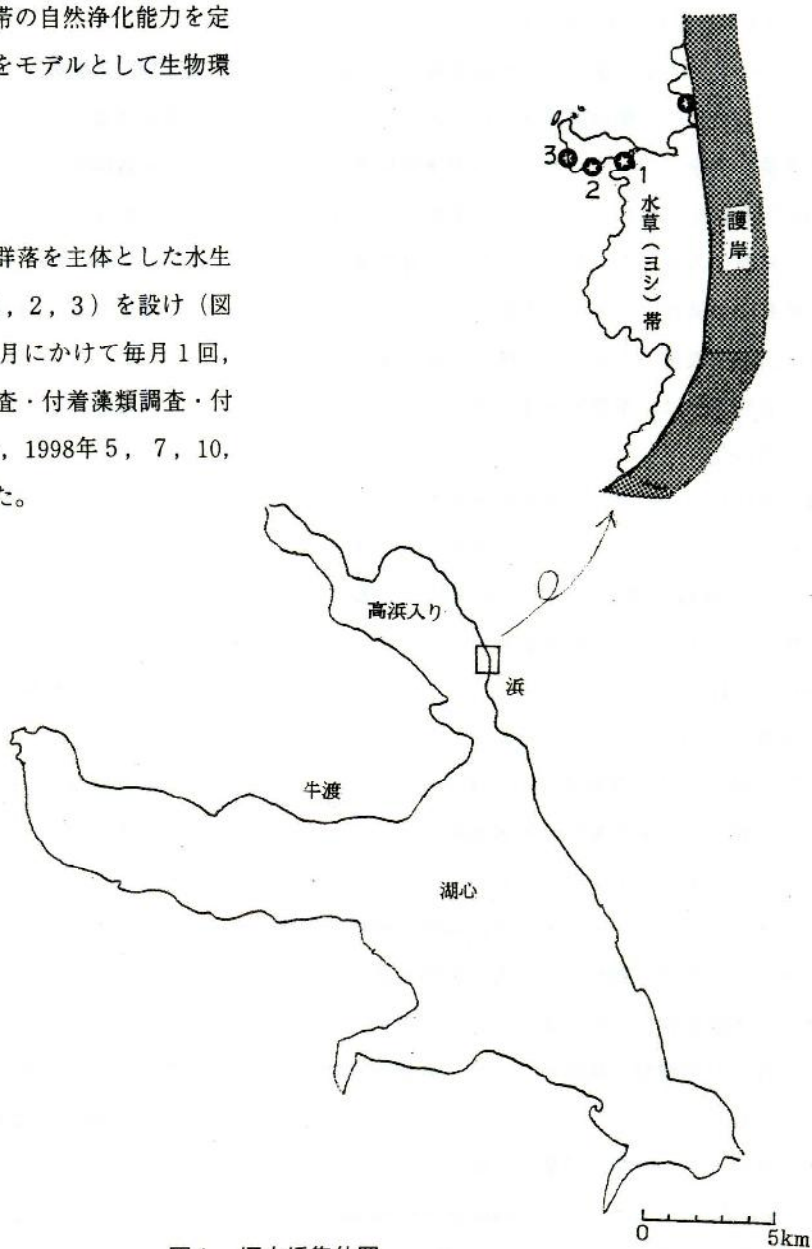 帯の自然浄化能力を定
をモデルとして生物環
群落を主体とした水生
, 2, 3）を設け（図
月にかけて毎月1回,
査・付着藻類調査・付
, 1998年5, 7, 10,
た。
3
2
1
水草（ヨシ）帯
護岸
高浜入り
浜
牛渡
湖心
0
5km